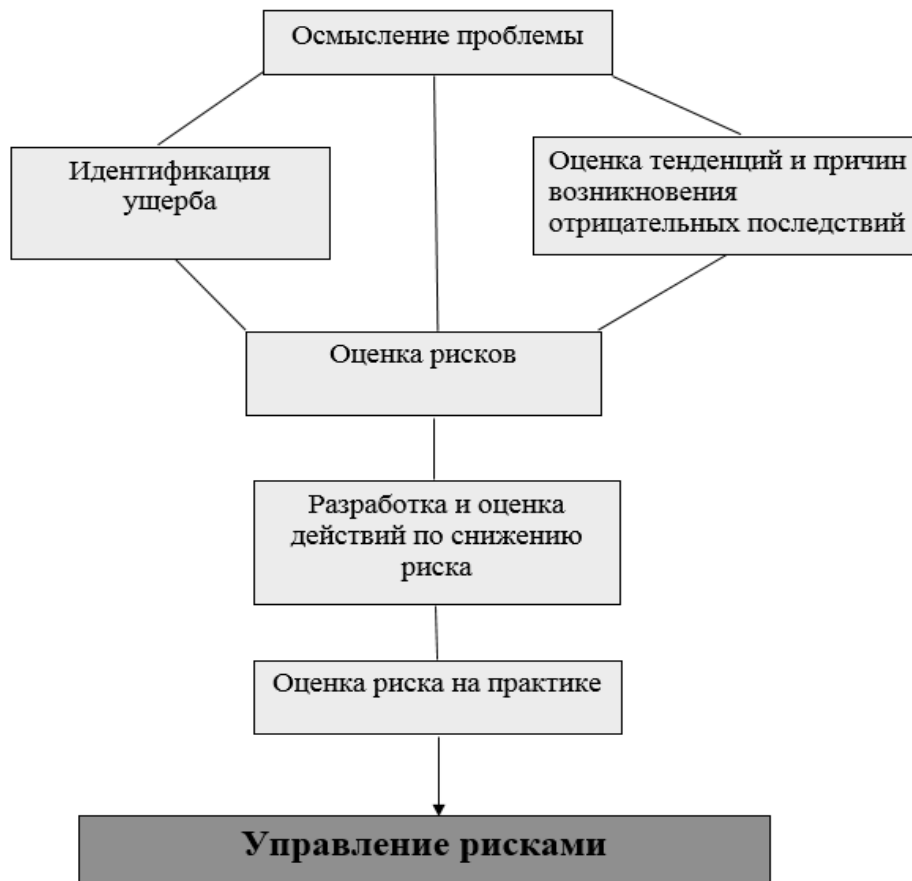 Осмысление проблемы
Идентификация
ущерба
Оценка тенденций и причин
возникновения
отрицательных последствий
Оценка рисков
Разработка и оценка
действий по снижению
риска
Оценка риска на практике
Управление рисками